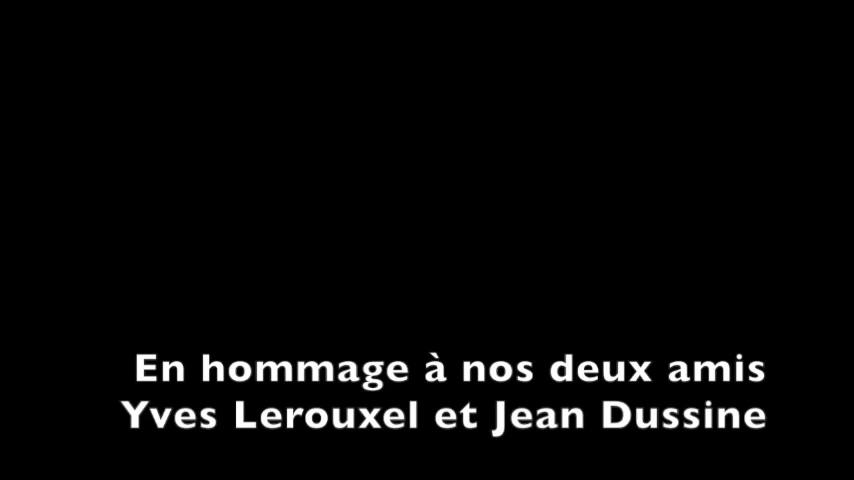 En hommage à nos deux amis
Yves Lerouxel et Jean Dussine